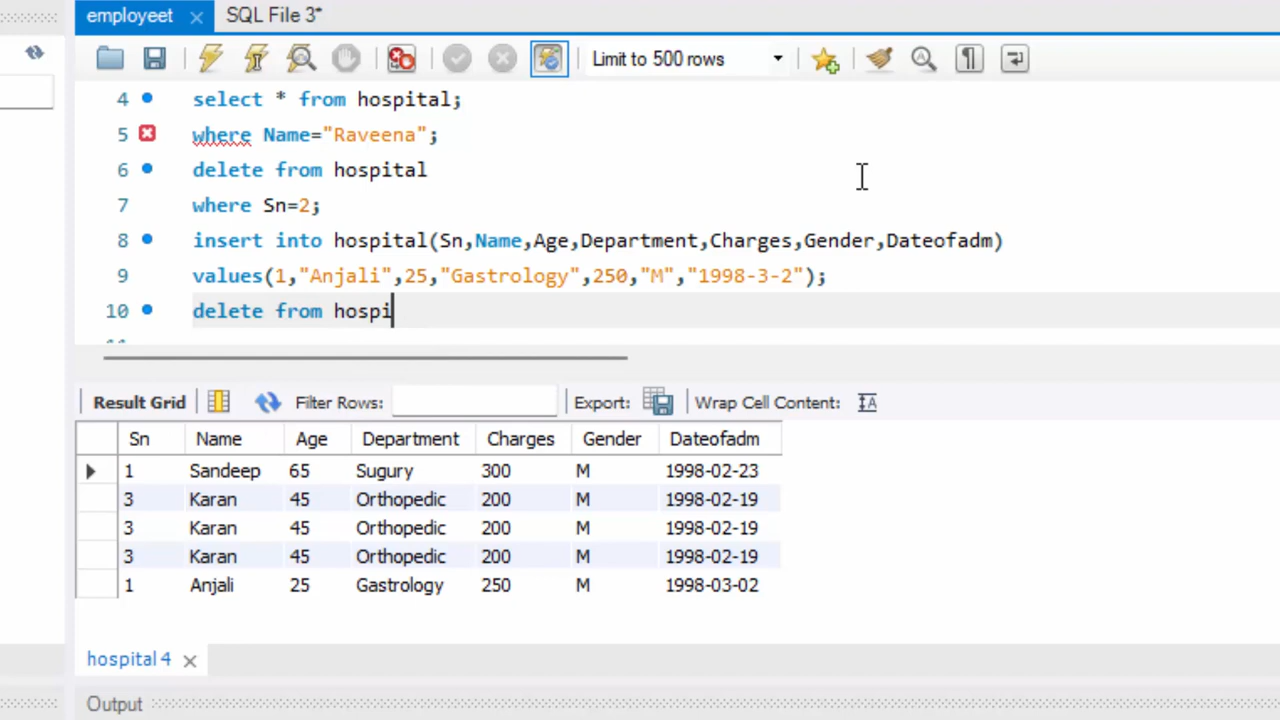 employeet
SQL File 3*
Limit to 500 rows
4 select * from hospital;
5 where Name="Raveena";
6 delete from hospital
7 where Sn=2;
8 insert into hospital(Sn,Name,Age,Department,Charges,Gender,Dateofadm)
9 values(1,"Anjali",25,"Gastrology",250,"M","1998-3-2");
10 delete from hospi
Result Grid Filter Rows: Export: Wrap Cell Content:
Sn Name Age Department Charges Gender Dateofadm
1 Sandeep 65 Sugury 300 M 1998-02-23
3 Karan 45 Orthopedic 200 M 1998-02-19
3 Karan 45 Orthopedic 200 M 1998-02-19
3 Karan 45 Orthopedic 200 M 1998-02-19
1 Anjali 25 Gastrology 250 M 1998-03-02
hospital 4
Output